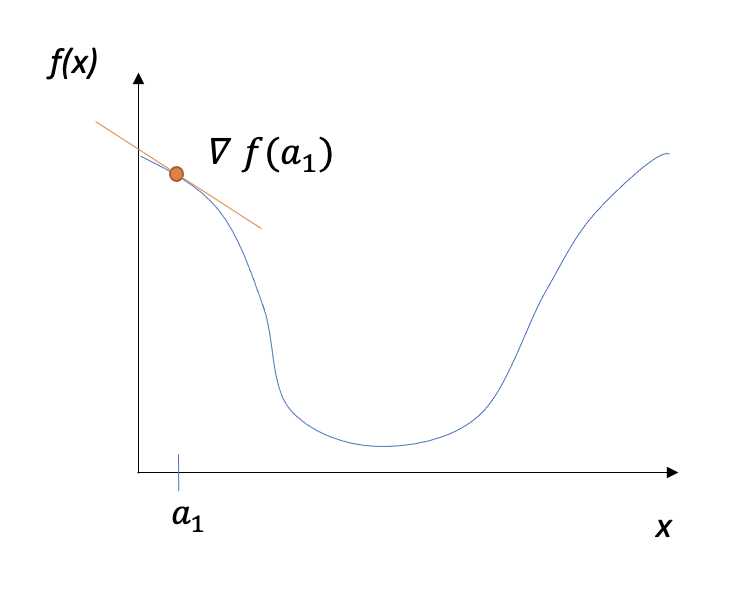 f(x)
∇ f(a₁)
a₁
x